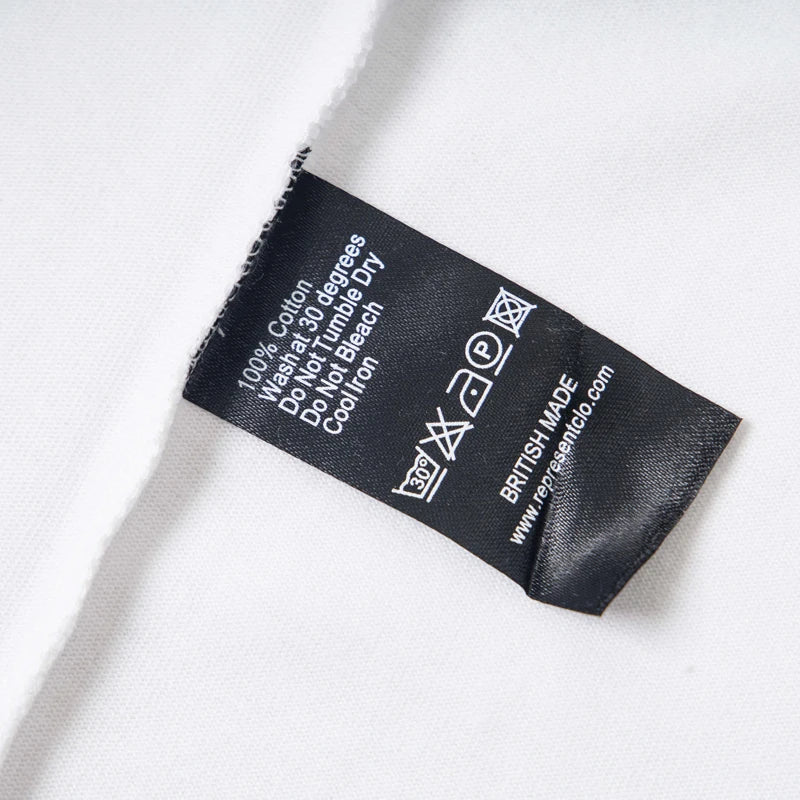 100% Cotton
Wash at 30 degrees
Do Not Tumble Dry
Do Not Bleach
Cool Iron
30° P
BRITISH MADE
www.representclo.com